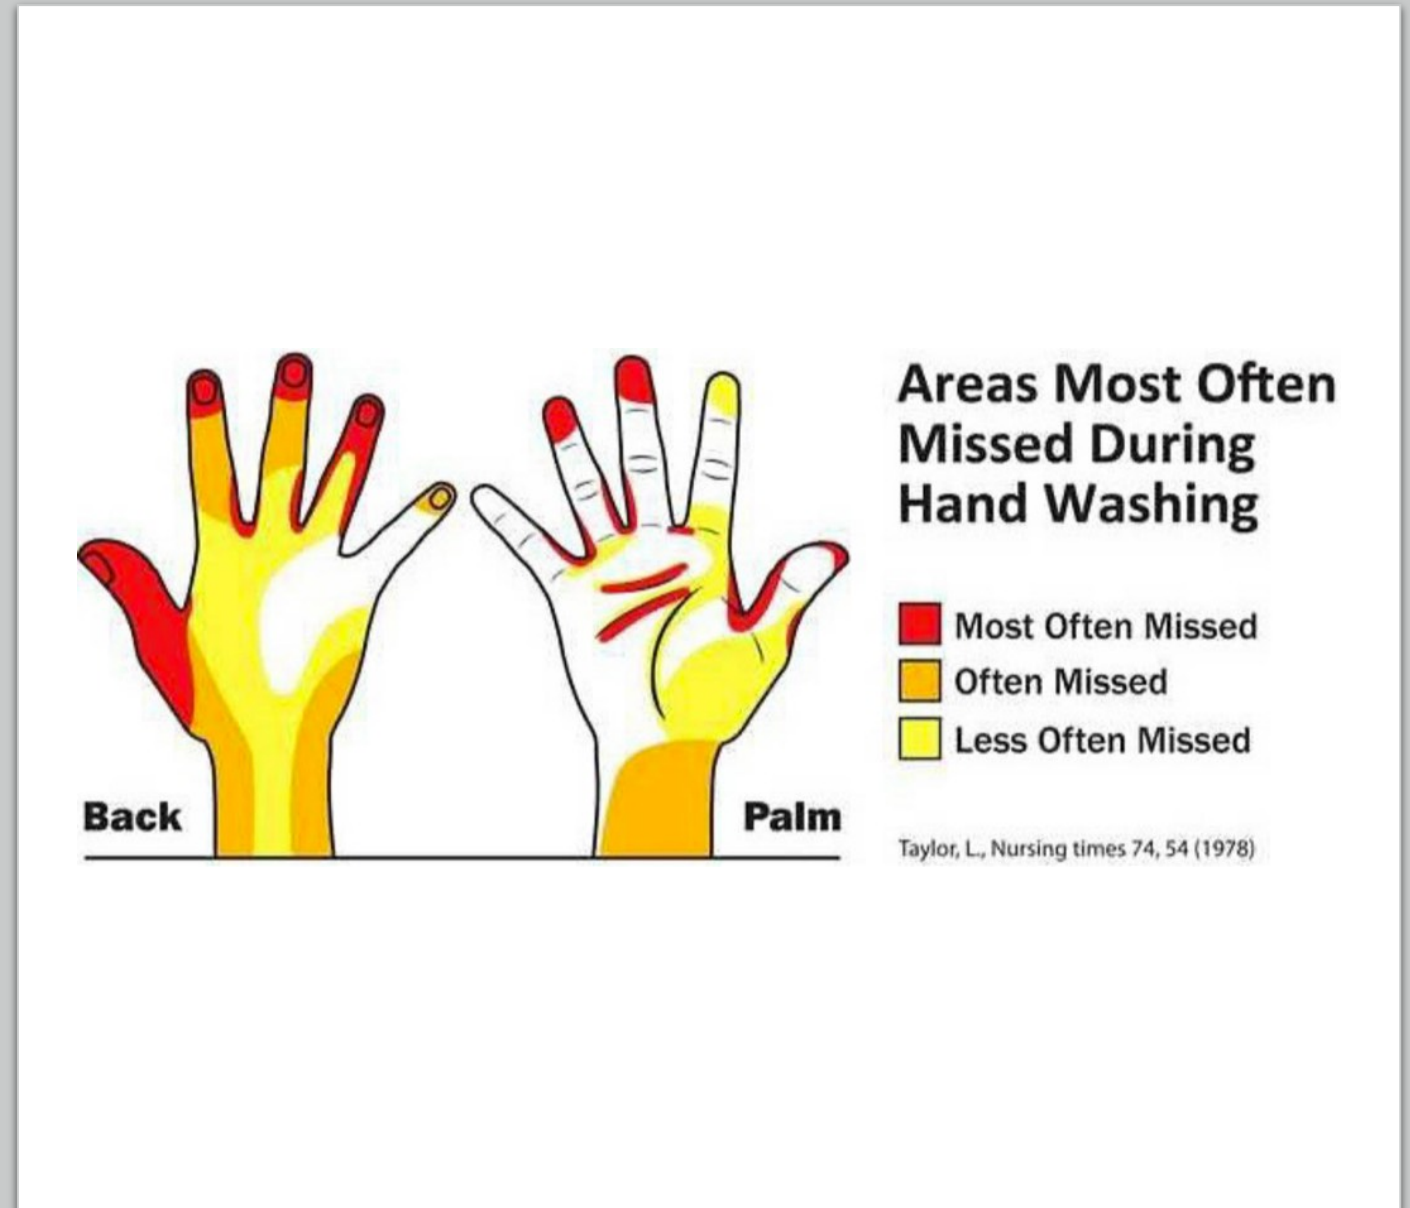 Areas Most Often
Missed During
Hand Washing
Most Often Missed
Often Missed
Less Often Missed
Back
Palm
Taylor, L., Nursing times 74, 54 (1978)